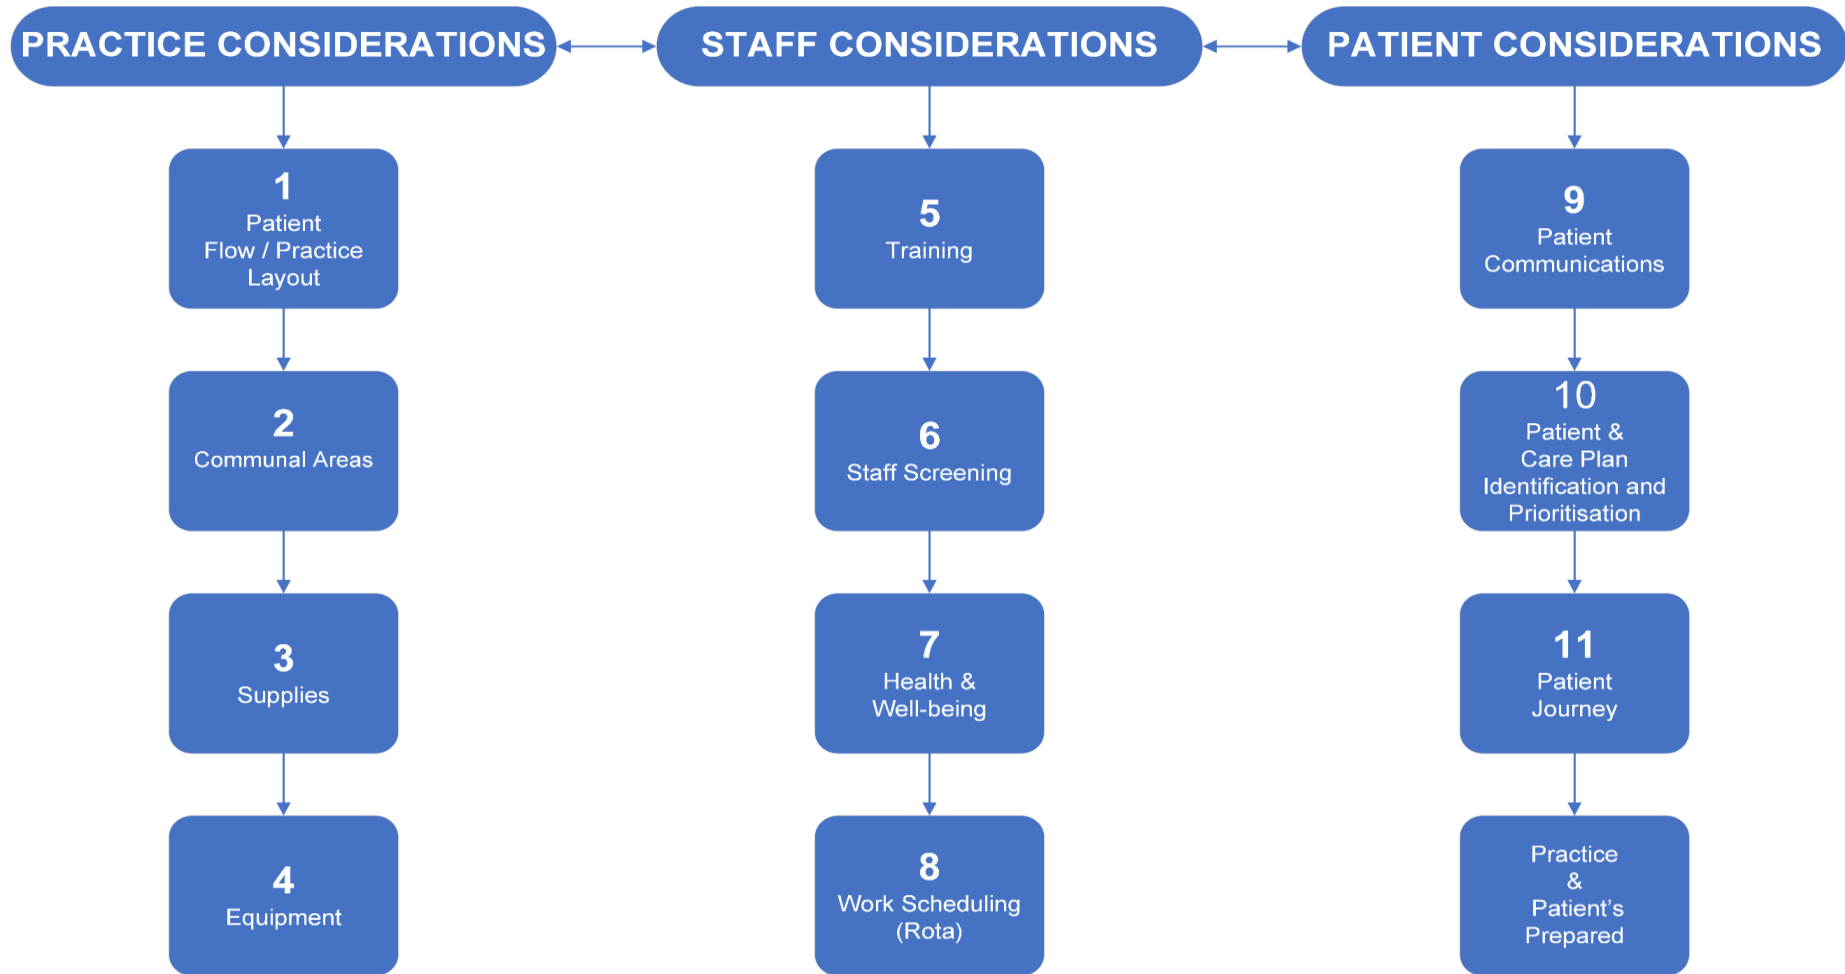 PRACTICE CONSIDERATIONS
STAFF CONSIDERATIONS
PATIENT CONSIDERATIONS
1
Patient
Flow / Practice
Layout
2
Communal Areas
3
Supplies
4
Equipment
5
Training
6
Staff Screening
7
Health &
Well-being
8
Work Scheduling
(Rota)
9
Patient
Communications
10
Patient &
Care Plan
Identification and
Prioritisation
11
Patient
Journey
Practice
&
Patient’s
Prepared